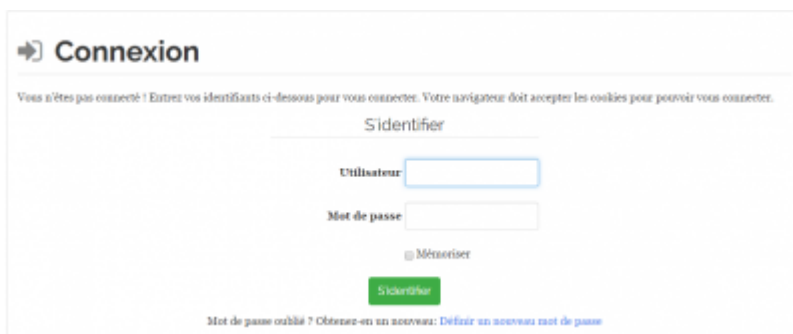 Connexion
Vous n'êtes pas connecté ! Entrez vos identifiants ci-dessous pour vous connecter. Votre navigateur doit accepter les cookies pour pouvoir vous connecter.
S'identifier
Utilisateur
Mot de passe
Mémoriser
S'identifier
Mot de passe oublié ? Obtenez-en un nouveau: Définir un nouveau mot de passe